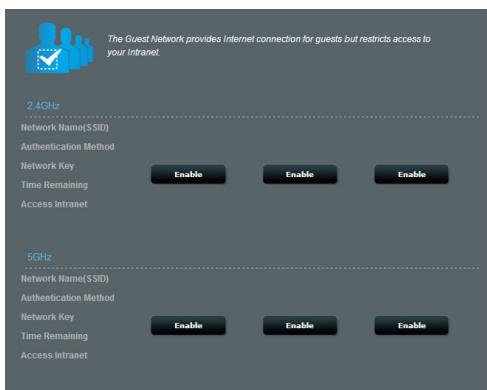 The Guest Network provides Internet connection for guests but restricts access to
your Intranet.
2.4GHz
Network Name(SSID)
Authentication Method
Network Key
Enable Enable Enable
Time Remaining
Access Intranet
5GHz
Network Name(SSID)
Authentication Method
Network Key
Enable Enable Enable
Time Remaining
Access Intranet